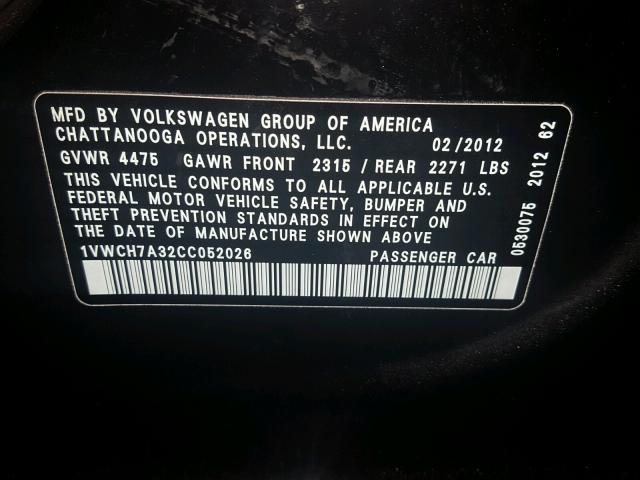 MFD BY VOLKSWAGEN GROUP OF AMERICA
CHATTANOOGA OPERATIONS, LLC. 02/2012
GVWR 4475 GAWR FRONT 2315 / REAR 2271 LBS
THIS VEHICLE CONFORMS TO ALL APPLICABLE U.S.
FEDERAL MOTOR VEHICLE SAFETY, BUMPER AND
THEFT PREVENTION STANDARDS IN EFFECT ON
THE DATE OF MANUFACTURE SHOWN ABOVE
1VWCH7A32CC052026 PASSENGER CAR
0530075 2012 62